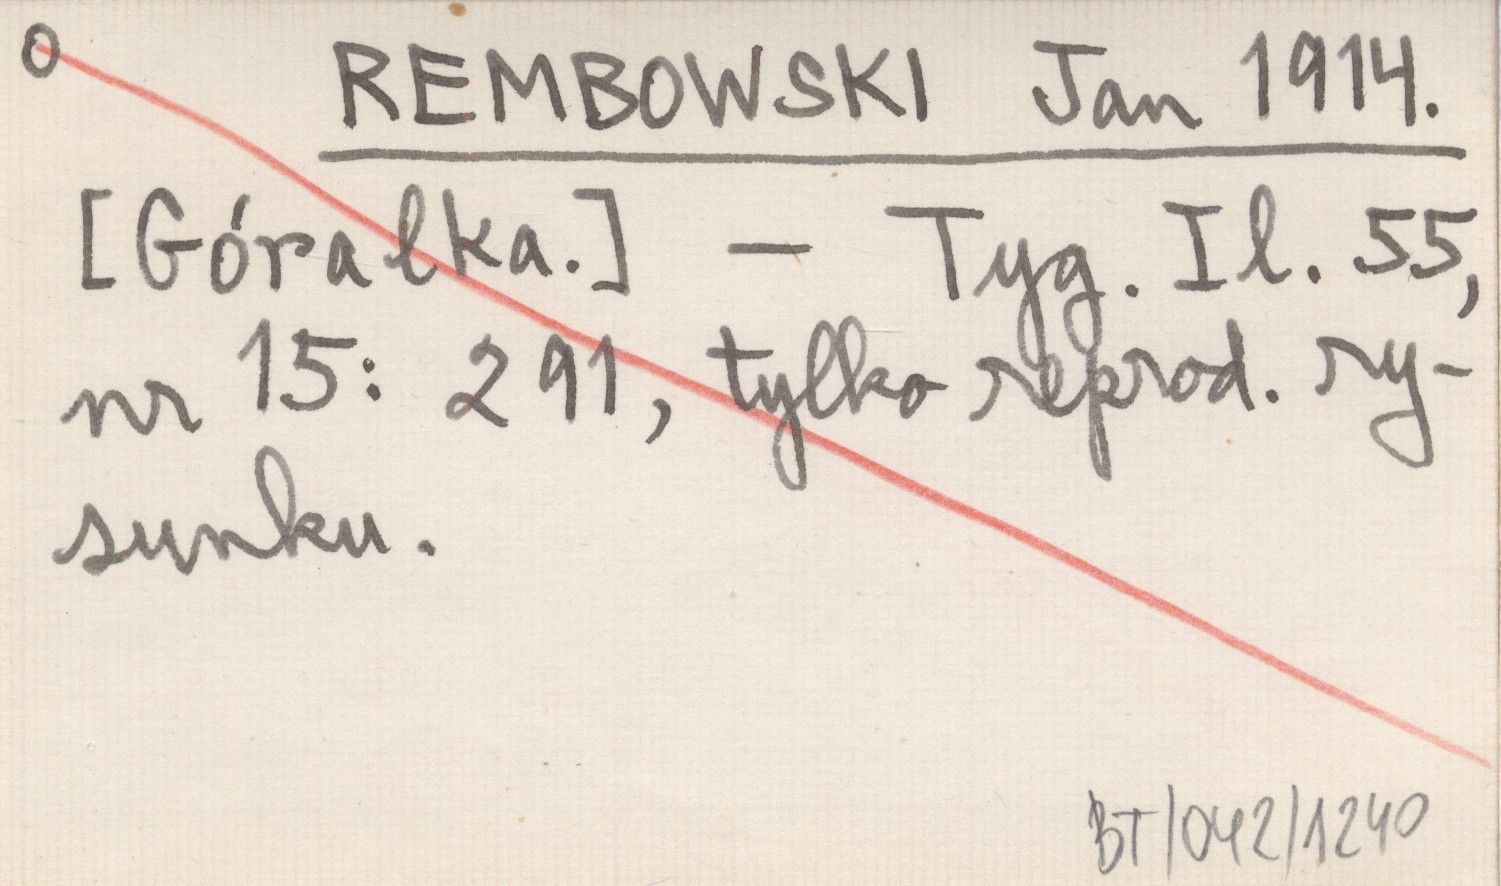 O
REMBOWSKI Jan 1914.
[Góralka.] — Tyg. Il. 55,
nr 15: 291, tylko reprod. ry-
sunku.
BT/042/1240